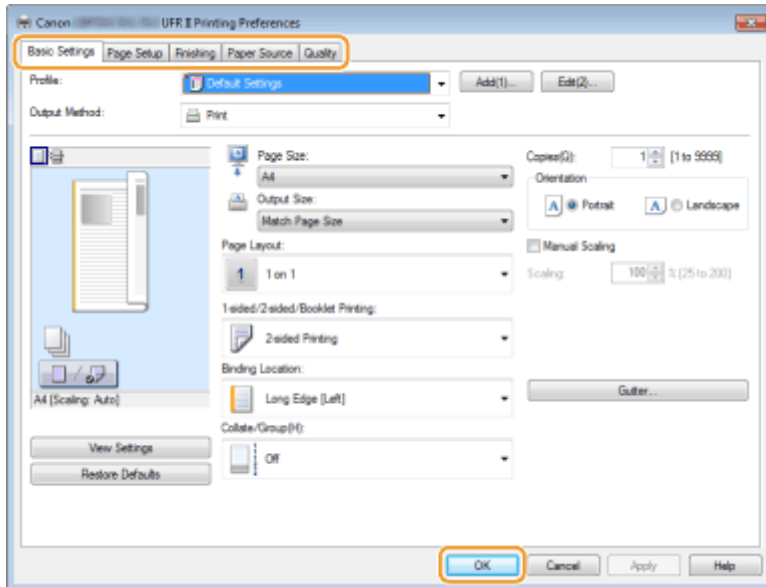 Canon UFR II Printing Preferences
Basic Settings Page Setup Finishing Paper Source Quality
Profile: Default Settings Add(1)... Edit(2)...
Output Method: Print
Page Size:
A4
Output Size:
Match Page Size
Copies(Q): 1 [1 to 9999]
Orientation
A Portrait A Landscape
Page Layout:
1 1 on 1
Manual Scaling
Scaling: 100 % [25 to 200]
1-sided/2-sided/Booklet Printing:
2-sided Printing
Binding Location:
Long Edge [Left]
Gutter...
A4 [Scaling: Auto]
Collate/Group(H):
Off
View Settings
Restore Defaults
OK Cancel Apply Help